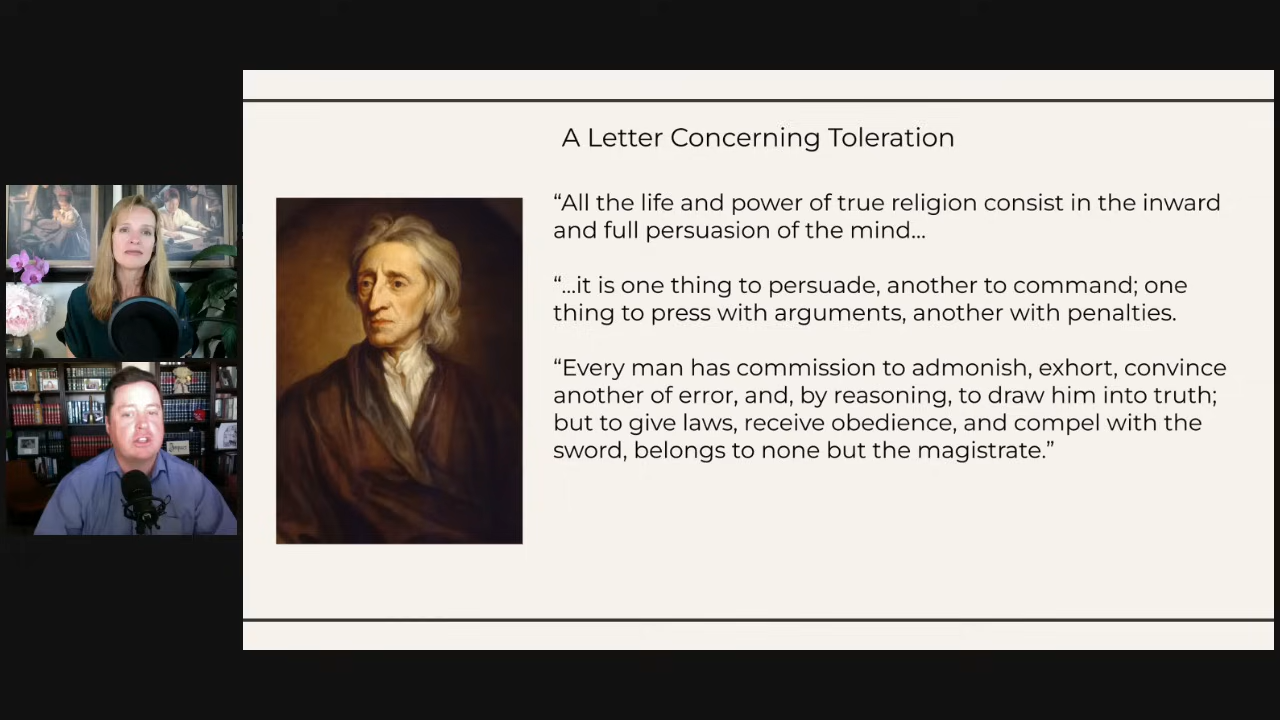 A Letter Concerning Toleration
“All the life and power of true religion consist in the inward
and full persuasion of the mind...
“...it is one thing to persuade, another to command; one
thing to press with arguments, another with penalties.
“Every man has commission to admonish, exhort, convince
another of error, and, by reasoning, to draw him into truth;
but to give laws, receive obedience, and compel with the
sword, belongs to none but the magistrate.”